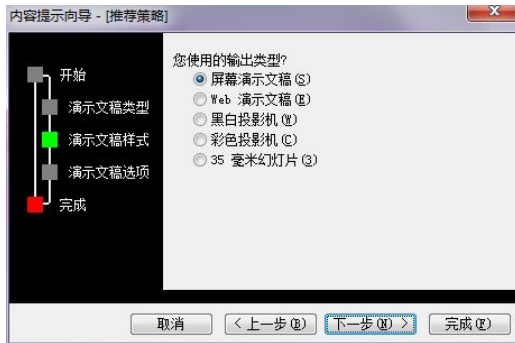 内容提示向导 - [推荐策略]
开始
演示文稿类型
演示文稿样式
演示文稿选项
完成
您使用的输出类型?
屏幕演示文稿(S)
Web 演示文稿(E)
黑白投影机(W)
彩色投影机(C)
35 毫米幻灯片(3)
取消
< 上一步(B)
下一步(N) >
完成(F)